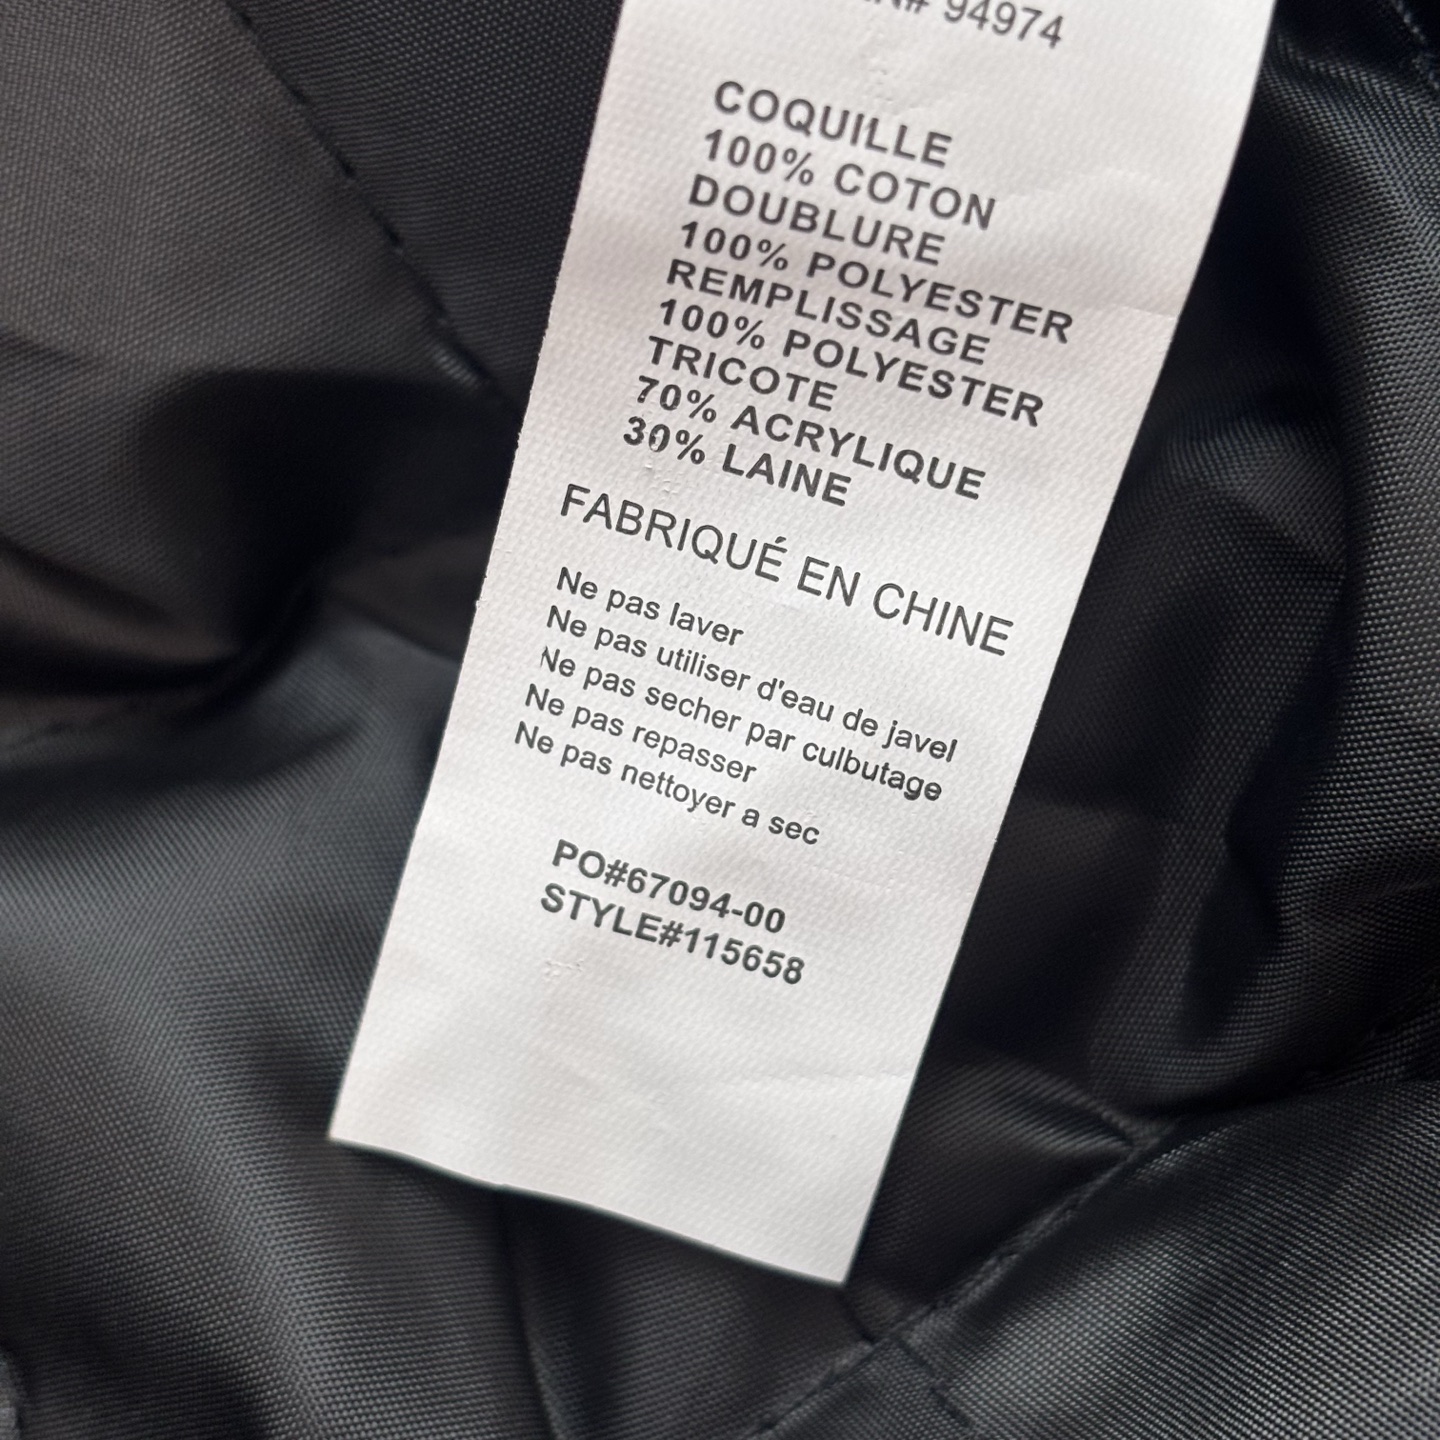 94974
COQUILLE
100% COTON
DOUBLURE
100% POLYESTER
REMPLISSAGE
100% POLYESTER
TRICOTE
70% ACRYLIQUE
30% LAINE
FABRIQUÉ EN CHINE
Ne pas laver
Ne pas utiliser d'eau de javel
Ne pas secher par culbutage
Ne pas repasser
Ne pas nettoyer a sec
PO#67094-00
STYLE#115658